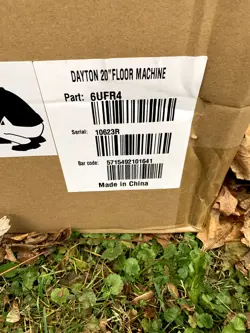 DAYTON 20" FLOOR MACHINE
Part: 6UFR4
Serial: 10623R
Bar code: 5715492101641
Made in China